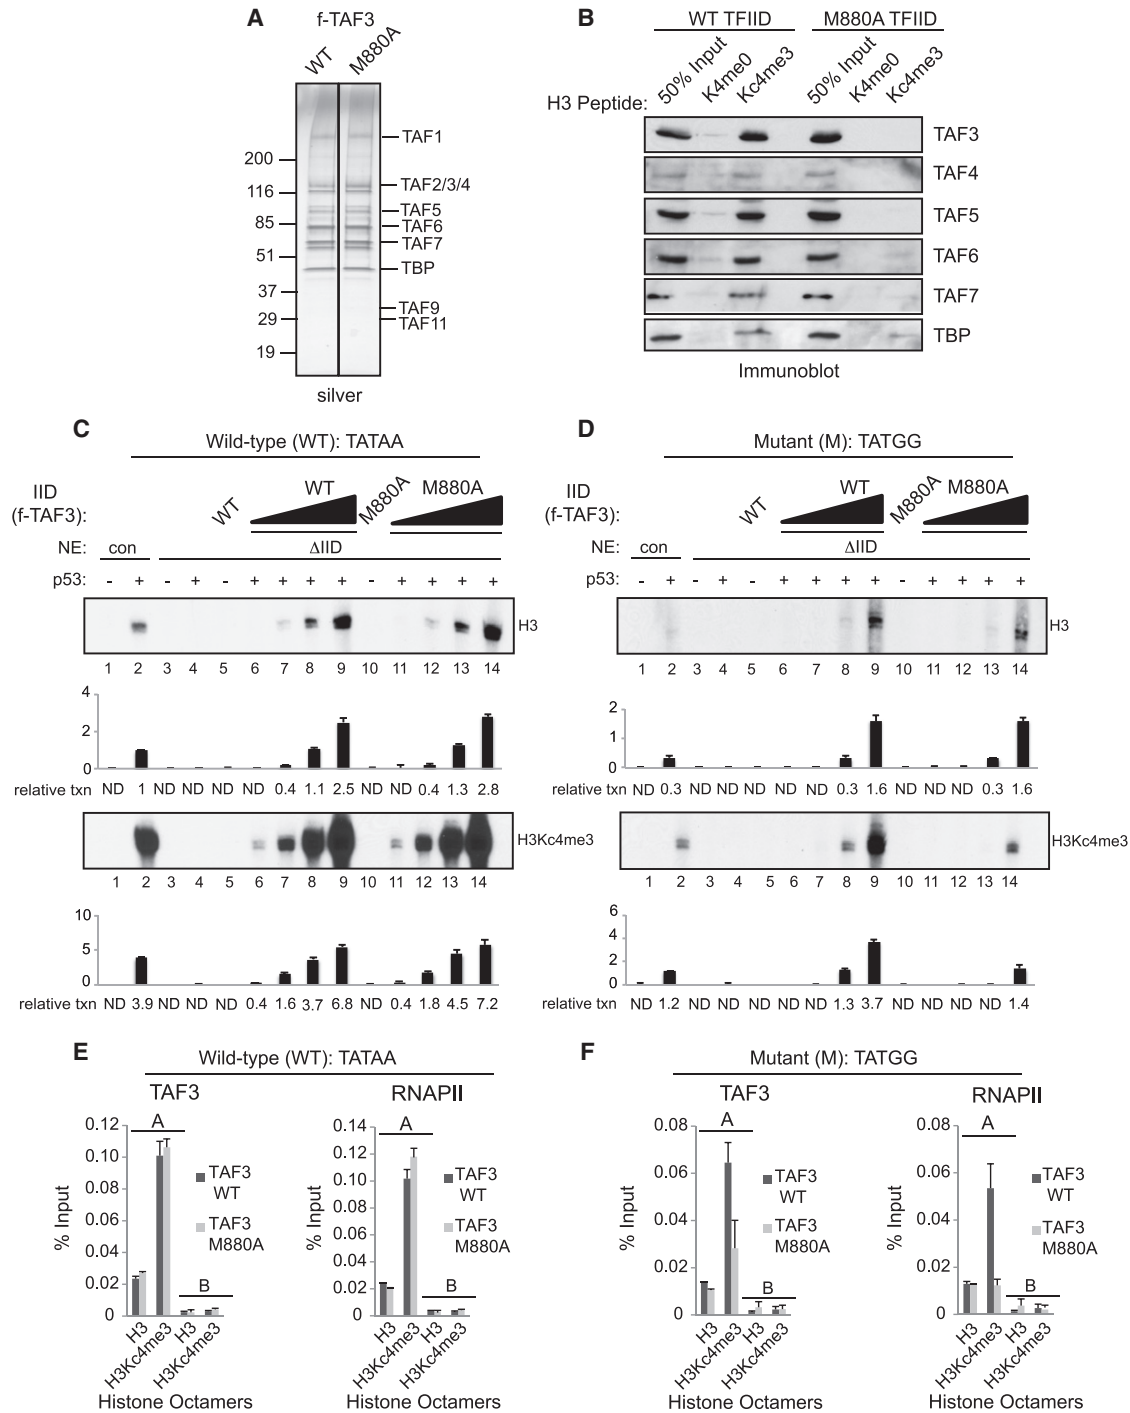 A
f-TAF3
WT
M880A
200
116
85
51
37
29
19
TAF1
TAF2/3/4
TAF5
TAF6
TAF7
TBP
TAF9
TAF11
silver
B
WT TFIID
M880A TFIID
H3 Peptide:
50% Input
K4me0
Kc4me3
50% Input
K4me0
Kc4me3
TAF3
TAF4
TAF5
TAF6
TAF7
TBP
Immunoblot
C
Wild-type (WT): TATAA
IID
(f-TAF3):
WT
WT
M880A
M880A
NE:
con
ΔIID
p53:
- + - + - + + + + - + + + +
H3
1 2 3 4 5 6 7 8 9 10 11 12 13 14
4
2
0
relative txn ND 1 ND ND ND ND 0.4 1.1 2.5 ND ND 0.4 1.3 2.8
H3Kc4me3
1 2 3 4 5 6 7 8 9 10 11 12 13 14
10
5
0
relative txn ND 3.9 ND ND ND 0.4 1.6 3.7 6.8 ND 0.4 1.8 4.5 7.2
D
Mutant (M): TATGG
IID
(f-TAF3):
WT
WT
M880A
M880A
NE:
con
ΔIID
p53:
- + - + - + + + + - + + + +
H3
1 2 3 4 5 6 7 8 9 10 11 12 13 14
2
1
0
relative txn ND 0.3 ND ND ND ND ND 0.3 1.6 ND ND ND 0.3 1.6
H3Kc4me3
1 2 3 4 5 6 7 8 9 10 11 12 13 14
6
4
2
0
relative txn ND 1.2 ND ND ND ND ND 1.3 3.7 ND ND ND ND 1.4
E
Wild-type (WT): TATAA
TAF3
A
0.12
0.10
0.08
0.06
0.04
0.02
0
% Input
TAF3
WT
TAF3
M880A
B
H3
H3Kc4me3
H3
H3Kc4me3
Histone Octamers
RNAPII
A
0.14
0.12
0.10
0.08
0.06
0.04
0.02
0
% Input
TAF3
WT
TAF3
M880A
B
H3
H3Kc4me3
H3
H3Kc4me3
Histone Octamers
F
Mutant (M): TATGG
TAF3
A
0.08
0.06
0.04
0.02
0
% Input
TAF3
WT
TAF3
M880A
B
H3
H3Kc4me3
H3
H3Kc4me3
Histone Octamers
RNAPII
A
0.08
0.06
0.04
0.02
0
% Input
TAF3
WT
TAF3
M880A
B
H3
H3Kc4me3
H3
H3Kc4me3
Histone Octamers